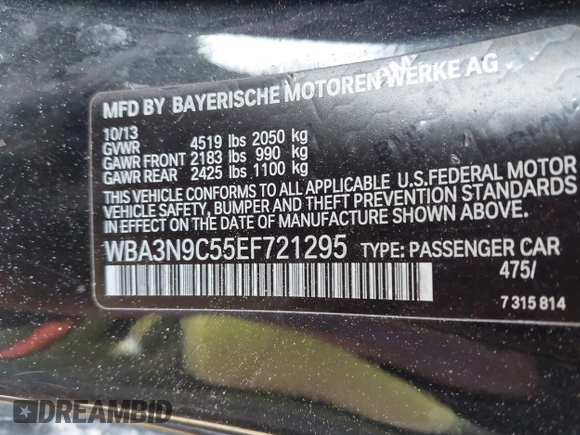 MFD BY BAYERISCHE MOTOREN WERKE AG
10/13
GVWR 4519 lbs 2050 kg
GAWR FRONT 2183 lbs 990 kg
GAWR REAR 2425 lbs 1100 kg
THIS VEHICLE CONFORMS TO ALL APPLICABLE U.S.FEDERAL MOTOR
VEHICLE SAFETY, BUMPER AND THEFT PREVENTION STANDARDS
IN EFFECT ON THE DATE OF MANUFACTURE SHOWN ABOVE.
WBA3N9C55EF721295 TYPE: PASSENGER CAR
475/
7 315 814
DREAMBID